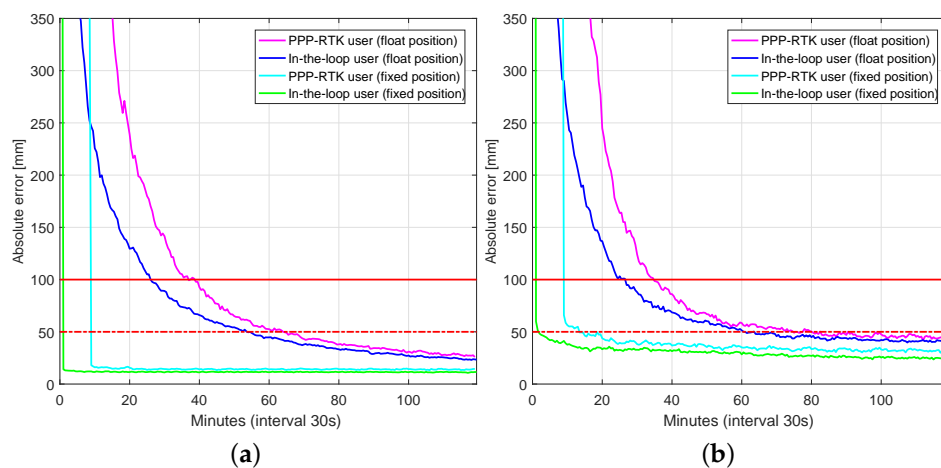 350
300
250
200
150
100
50
0
Absolute error [mm]
0 20 40 60 80 100
Minutes (interval 30s)
PPP-RTK user (float position)
In-the-loop user (float position)
PPP-RTK user (fixed position)
In-the-loop user (fixed position)
(a)
350
300
250
200
150
100
50
0
Absolute error [mm]
0 20 40 60 80 100
Minutes (interval 30s)
PPP-RTK user (float position)
In-the-loop user (float position)
PPP-RTK user (fixed position)
In-the-loop user (fixed position)
(b)